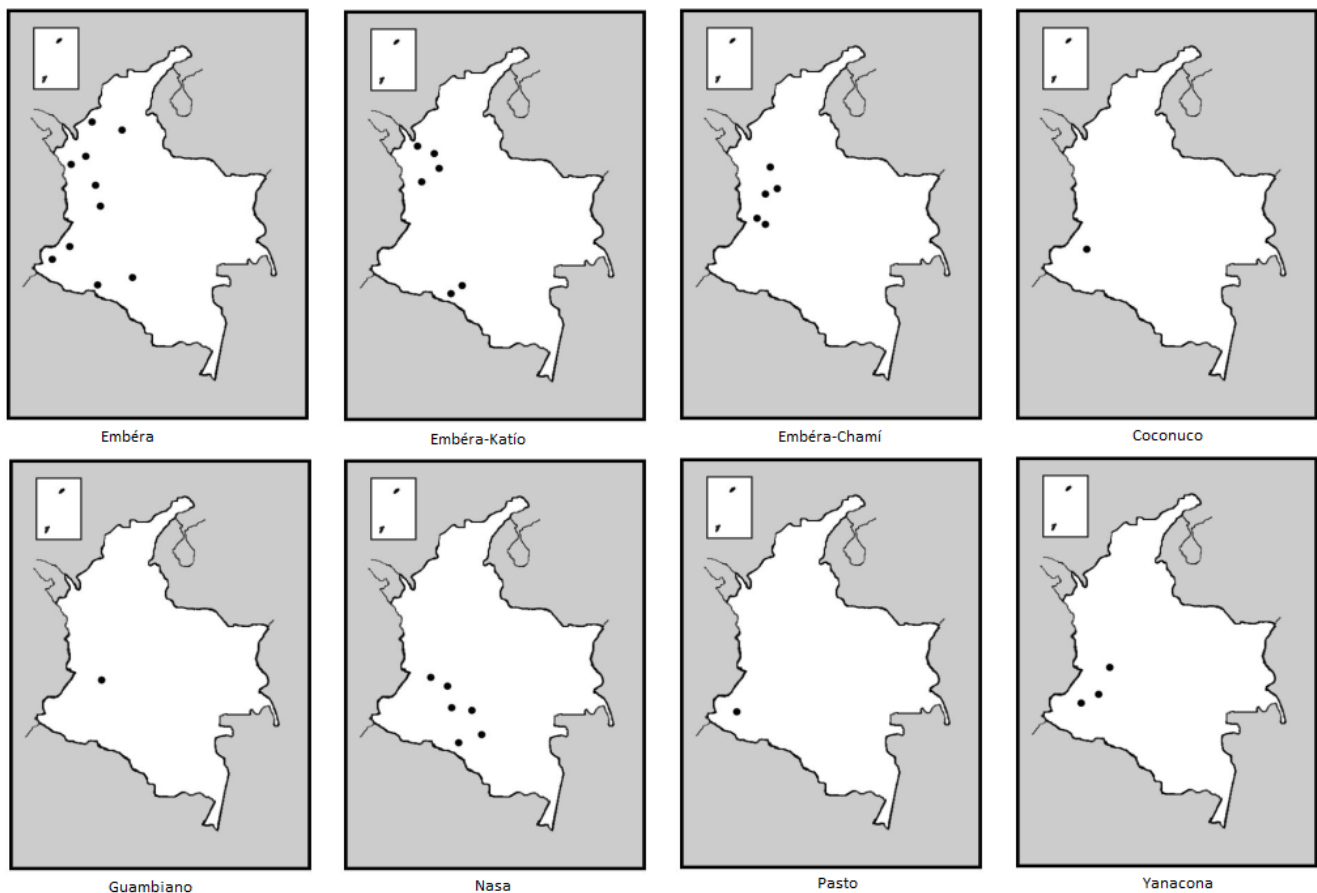 Embéra
Embéra-Katío
Embéra-Chamí
Coconuco
Guambiano
Nasa
Pasto
Yanacona